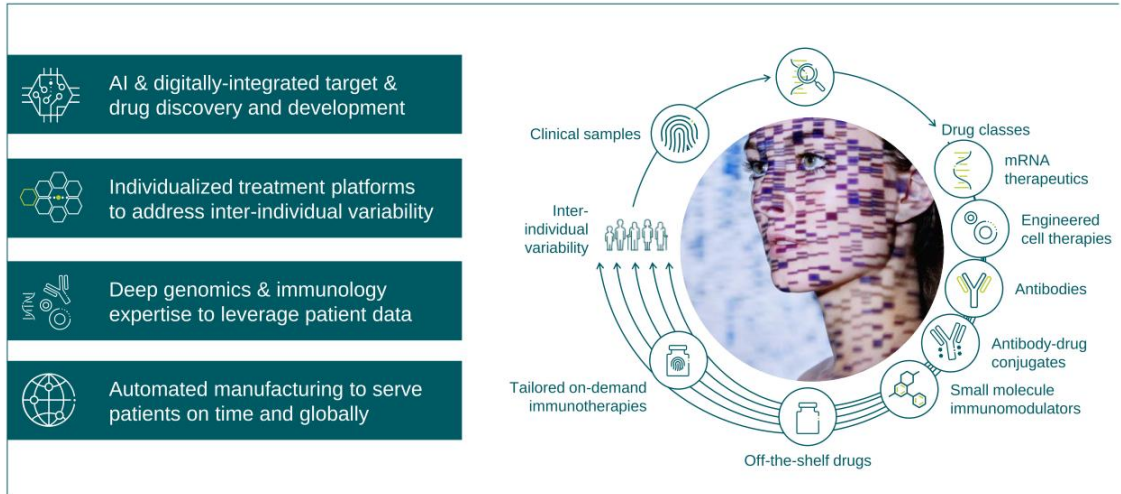 AI & digitally-integrated target &
drug discovery and development
Individualized treatment platforms
to address inter-individual variability
Deep genomics & immunology
expertise to leverage patient data
Automated manufacturing to serve
patients on time and globally
Clinical samples
Inter-
individual
variability
Tailored on-demand
immunotherapies
Off-the-shelf drugs
Drug classes
mRNA
therapeutics
Engineered
cell therapies
Antibodies
Antibody-drug
conjugates
Small molecule
immunomodulators